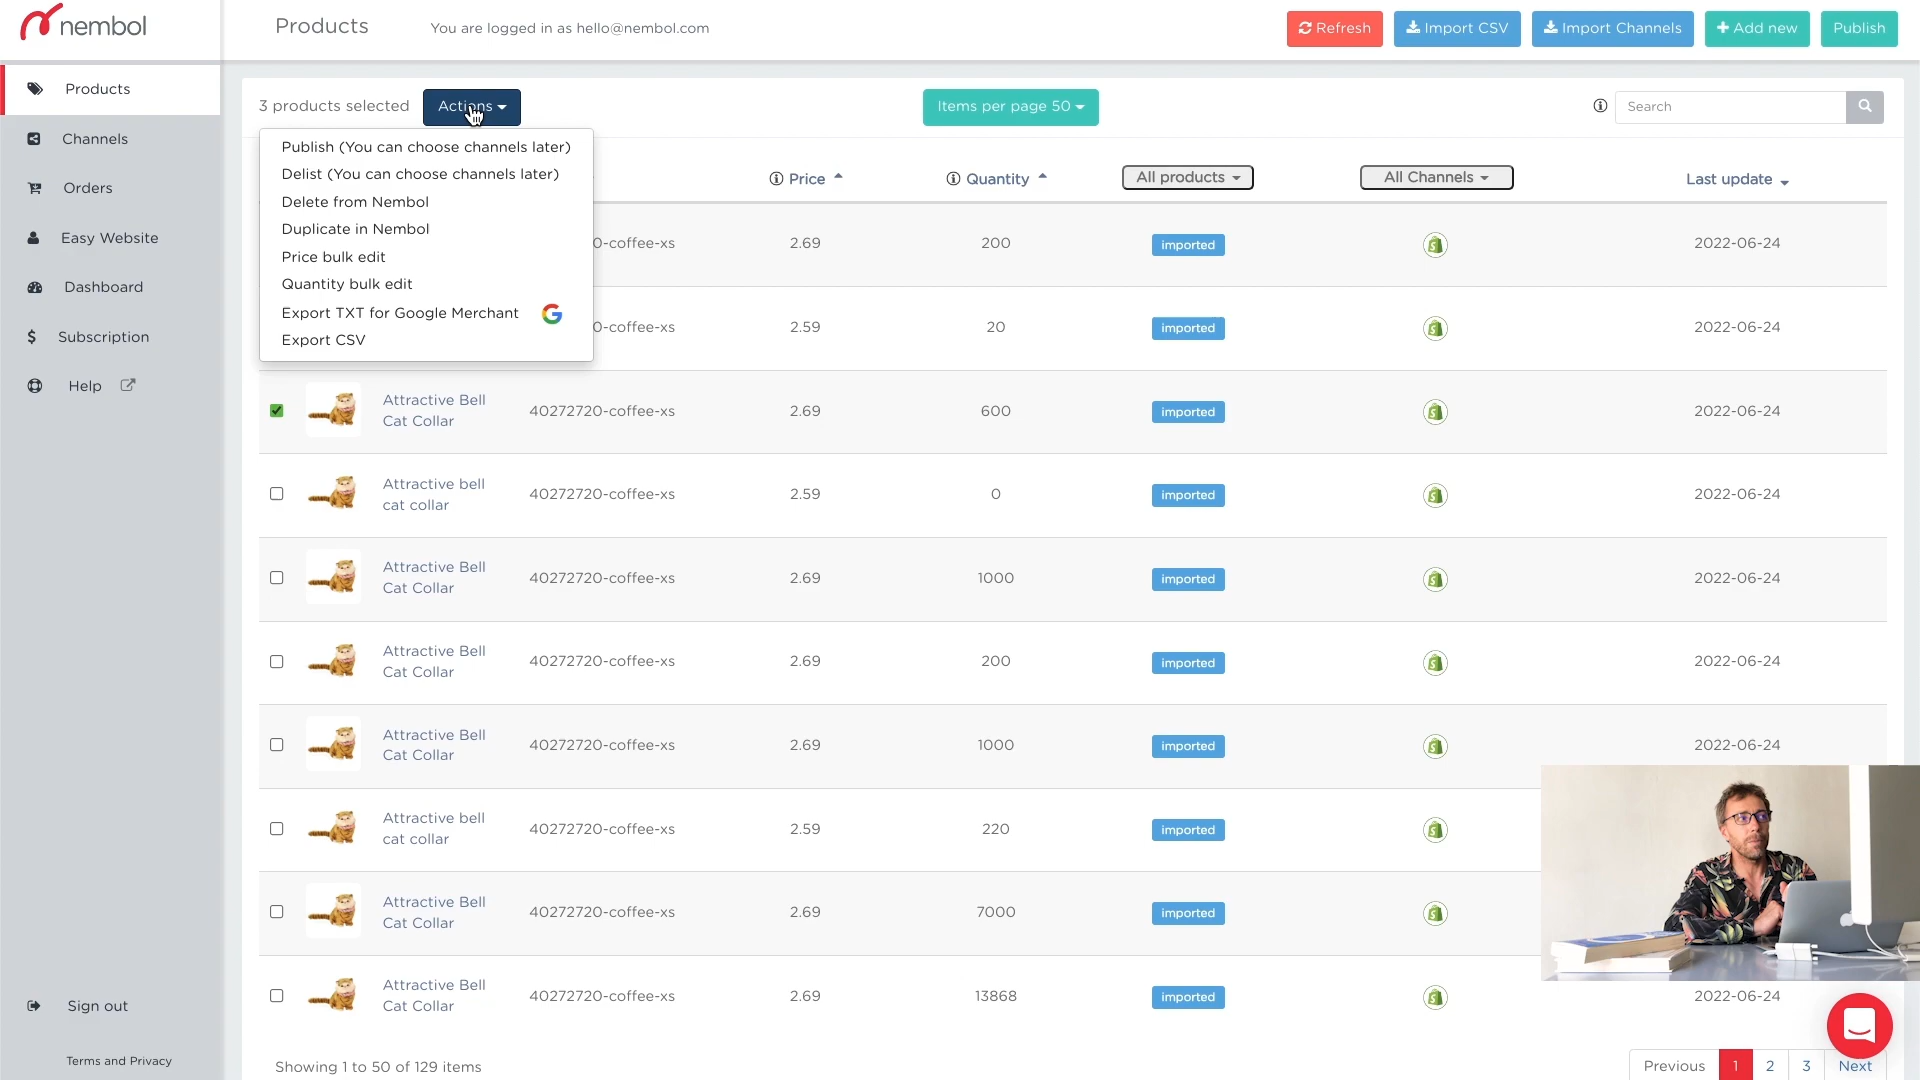 nembol
Products
You are logged in as hello@nembol.com
Refresh
Import CSV
Import Channels
Add new
Publish
Products
Channels
Orders
Easy Website
Dashboard
Subscription
Help
Sign out
Terms and Privacy
3 products selected
Actions
Items per page 50
Search
Publish (You can choose channels later)
Delist (You can choose channels later)
Delete from Nembol
Duplicate in Nembol
Price bulk edit
Quantity bulk edit
Export TXT for Google Merchant
Export CSV
Price
Quantity
All products
All Channels
Last update
0-coffee-xs 2.69 200 imported 2022-06-24
0-coffee-xs 2.59 20 imported 2022-06-24
Attractive Bell
Cat Collar
40272720-coffee-xs 2.69 600 imported 2022-06-24
Attractive bell
cat collar
40272720-coffee-xs 2.59 0 imported 2022-06-24
Attractive Bell
Cat Collar
40272720-coffee-xs 2.69 1000 imported 2022-06-24
Attractive Bell
Cat Collar
40272720-coffee-xs 2.69 200 imported 2022-06-24
Attractive Bell
Cat Collar
40272720-coffee-xs 2.69 1000 imported 2022-06-24
Attractive bell
cat collar
40272720-coffee-xs 2.59 220 imported
Attractive Bell
Cat Collar
40272720-coffee-xs 2.69 7000 imported
Attractive Bell
Cat Collar
40272720-coffee-xs 2.69 13868 imported 2022-06-24
Showing 1 to 50 of 129 items
Previous 1 2 3 Next